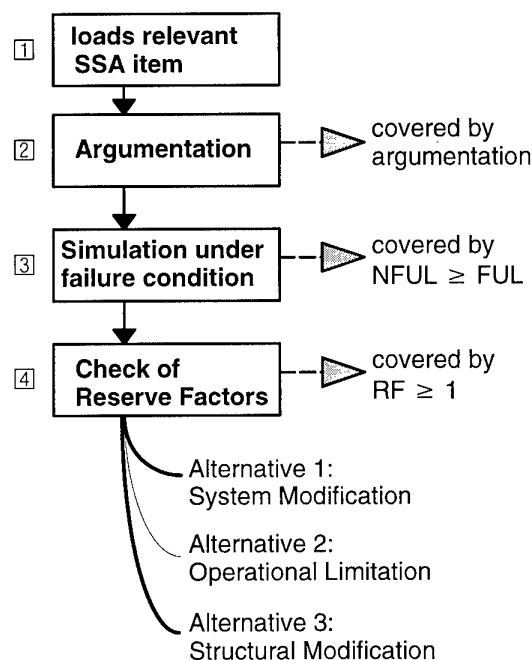 1 loads relevant
SSA item
2 Argumentation
covered by
argumentation
3 Simulation under
failure condition
covered by
NFUL ≥ FUL
4 Check of
Reserve Factors
covered by
RF ≥ 1
Alternative 1:
System Modification
Alternative 2:
Operational Limitation
Alternative 3:
Structural Modification